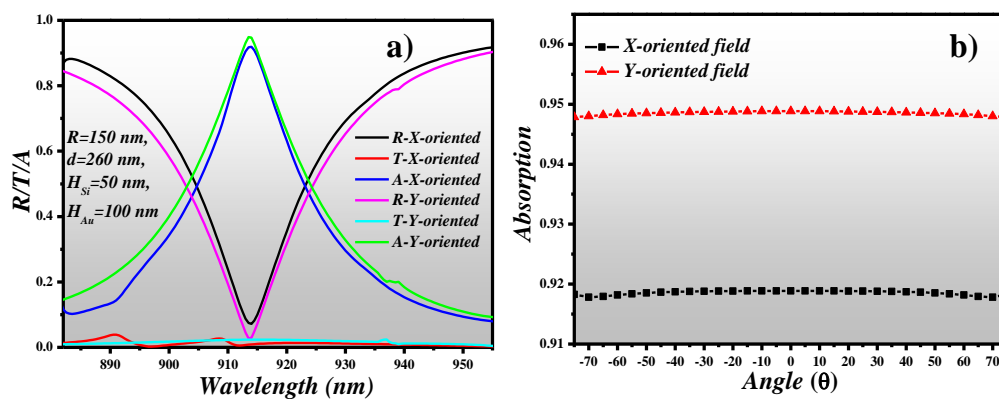 a)
R/T/A
1.0
0.8
0.6
0.4
0.2
0.0
R=150 nm,
d=260 nm,
H_Si=50 nm,
H_Au=100 nm
R-X-oriented
T-X-oriented
A-X-oriented
R-Y-oriented
T-Y-oriented
A-Y-oriented
890 900 910 920 930 940 950
Wavelength (nm)
b)
Absorption
0.96
0.95
0.94
0.93
0.92
0.91
X-oriented field
Y-oriented field
-70 -60 -50 -40 -30 -20 -10 0 10 20 30 40 50 60 70
Angle (θ)